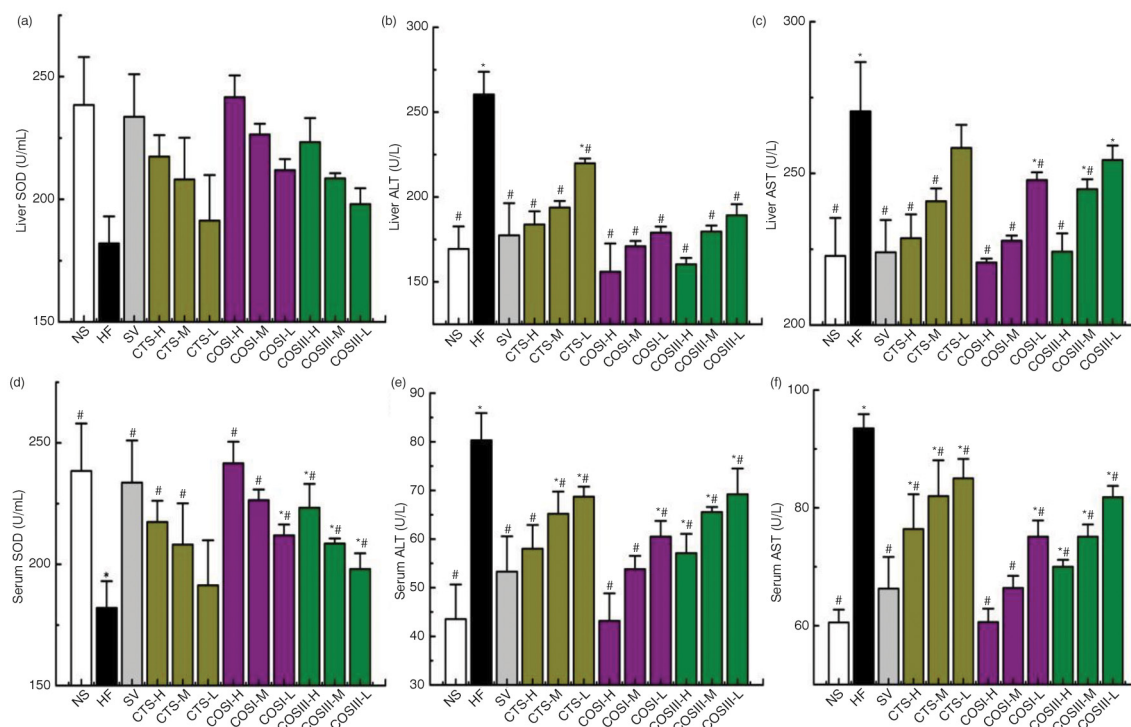 (a)
Liver SOD (U/mL)
250
200
150
NS HF SV CTS-H CTS-M CTS-L COSI-H COSI-M COSI-L COSIII-H COSIII-M COSIII-L
(b)
Liver ALT (U/L)
300
250
200
150
# * # # # *# # # # # # #
NS HF SV CTS-H CTS-M CTS-L COSI-H COSI-M COSI-L COSIII-H COSIII-M COSIII-L
(c)
Liver AST (U/L)
300
250
200
# * # # # # # *# # *# *
NS HF SV CTS-H CTS-M CTS-L COSI-H COSI-M COSI-L COSIII-H COSIII-M COSIII-L
(d)
Serum SOD (U/mL)
250
200
150
# * # # # # # *# *# *# *#
NS HF SV CTS-H CTS-M CTS-L COSI-H COSI-M COSI-L COSIII-H COSIII-M COSIII-L
(e)
Serum ALT (U/L)
90
80
70
60
50
40
30
# * # # *# *# # # *# *# *# *#
NS HF SV CTS-H CTS-M CTS-L COSI-H COSI-M COSI-L COSIII-H COSIII-M COSIII-L
(f)
Serum AST (U/L)
100
80
60
# * # *# *# *# # # *# *# *# *#
NS HF SV CTS-H CTS-M CTS-L COSI-H COSI-M COSI-L COSIII-H COSIII-M COSIII-L